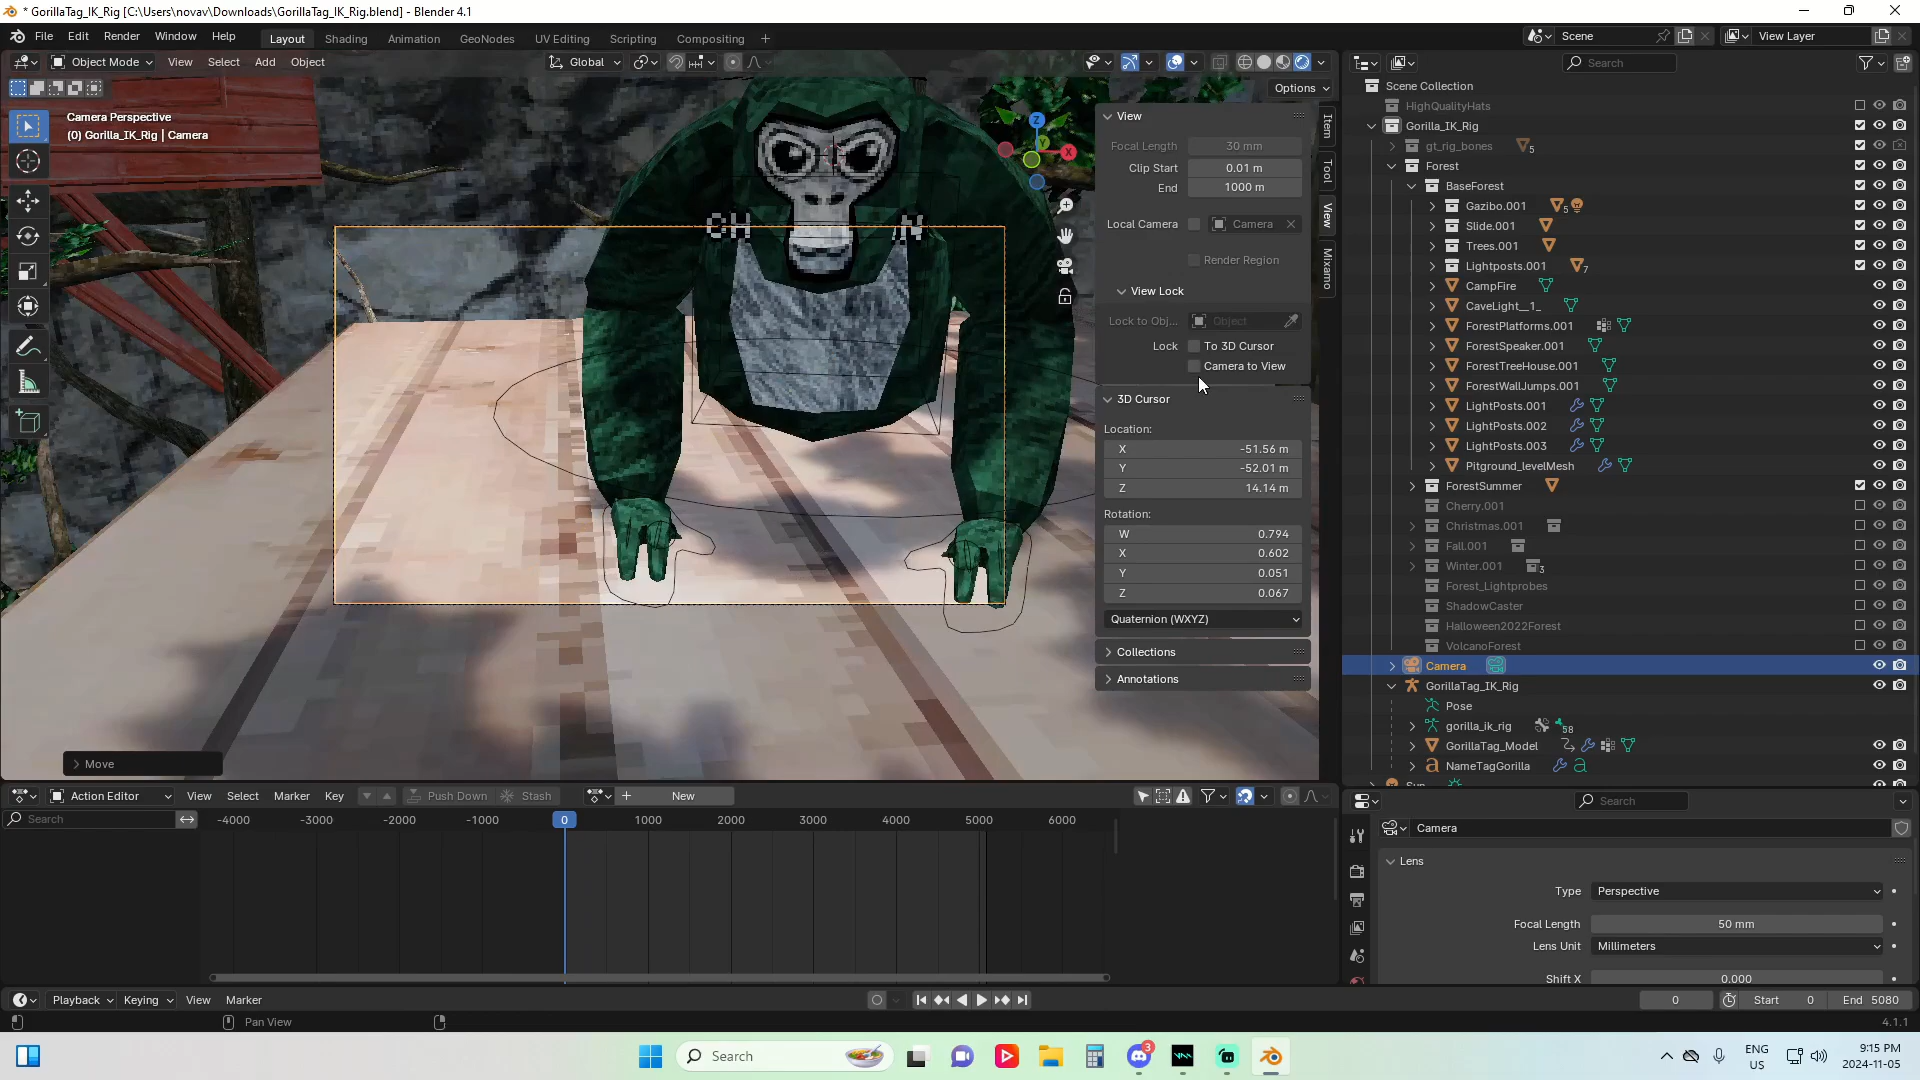 * GorillaTag_IK_Rig [C:\Users\novav\Downloads\GorillaTag_IK_Rig.blend] - Blender 4.1
File Edit Render Window Help Layout Shading Animation GeoNodes UV Editing Scripting Compositing + Scene View Layer
Object Mode View Select Add Object Global Search
Options
Camera Perspective
(0) Gorilla_IK_Rig | Camera
CH N
Z
Y
X
View
Focal Length 30 mm
Clip Start 0.01 m
End 1000 m
Local Camera Camera
Render Region
View Lock
Lock to Obj... Object
Lock To 3D Cursor
Camera to View
3D Cursor
Location:
X -51.56 m
Y -52.01 m
Z 14.14 m
Rotation:
W 0.794
X 0.602
Y 0.051
Z 0.067
Quaternion (WXYZ)
Collections
Annotations
Item
Tool
View
Mixamo
Move
Scene Collection
HighQualityHats
Gorilla_IK_Rig
gt_rig_bones 5
Forest
BaseForest
Gazibo.001 5
Slide.001
Trees.001
Lightposts.001 7
CampFire
CaveLight__1_
ForestPlatforms.001
ForestSpeaker.001
ForestTreeHouse.001
ForestWallJumps.001
LightPosts.001
LightPosts.002
LightPosts.003
Pitground_levelMesh
ForestSummer
Cherry.001
Christmas.001
Fall.001
Winter.001 3
Forest_Lightprobes
ShadowCaster
Halloween2022Forest
VolcanoForest
Camera
GorillaTag_IK_Rig
Pose
gorilla_ik_rig 58
GorillaTag_Model
NameTagGorilla
Sun
Action Editor View Select Marker Key Push Down Stash + New
Search -4000 -3000 -2000 -1000 0 1000 2000 3000 4000 5000 6000
Search
Camera
Lens
Type Perspective
Focal Length 50 mm
Lens Unit Millimeters
Shift X 0.000
Playback Keying View Marker 0 Start 0 End 5080
Pan View 4.1.1
Search 3 ENG US 9:15 PM 2024-11-05